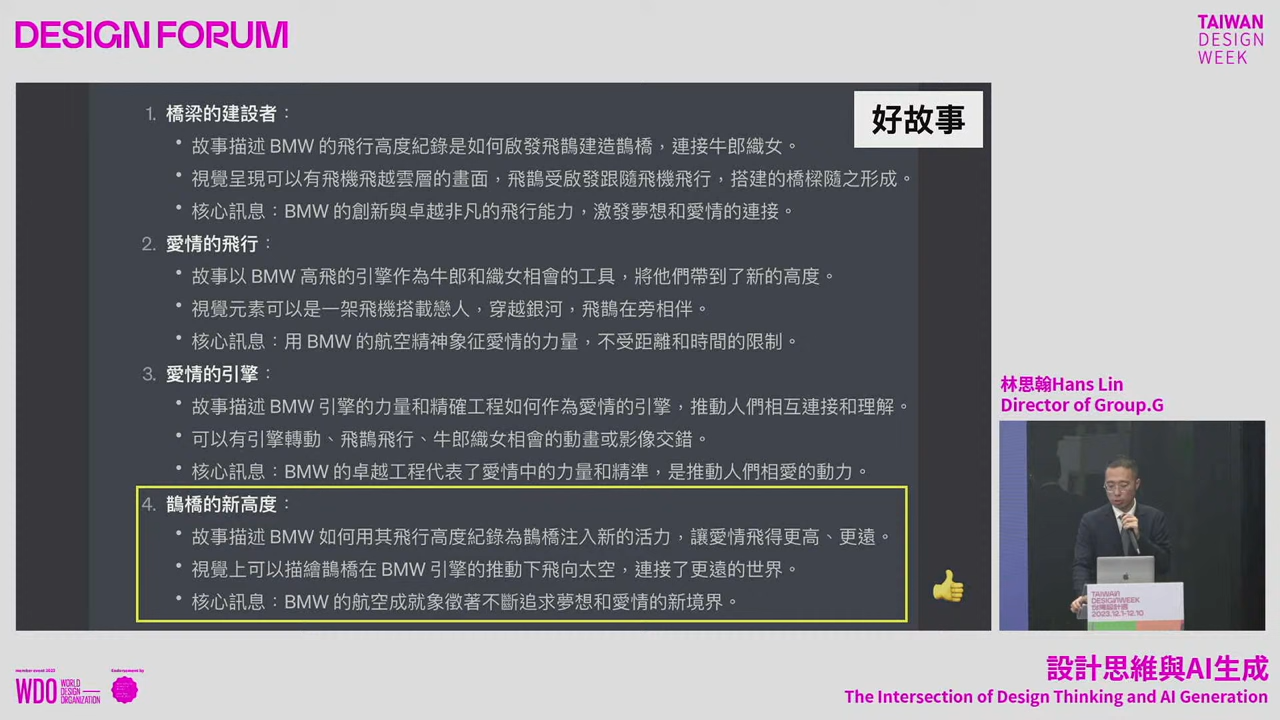 DESIGN FORUM
TAIWAN
DESIGN
WEEK
好故事
1. 橋梁的建設者：
• 故事描述 BMW 的飛行高度紀錄是如何啟發飛鵲建造鵲橋，連接牛郎織女。
• 視覺呈現可以有飛機飛越雲層的畫面，飛鵲受啟發跟隨飛機飛行，搭建的橋樑隨之形成。
• 核心訊息：BMW 的創新與卓越非凡的飛行能力，激發夢想和愛情的連接。
2. 愛情的飛行：
• 故事以 BMW 高飛的引擎作為牛郎和織女相會的工具，將他們帶到了新的高度。
• 視覺元素可以是一架飛機搭載戀人，穿越銀河，飛鵲在旁相伴。
• 核心訊息：用 BMW 的航空精神象征愛情的力量，不受距離和時間的限制。
3. 愛情的引擎：
• 故事描述 BMW 引擎的力量和精確工程如何作為愛情的引擎，推動人們相互連接和理解。
• 可以有引擎轉動、飛鵲飛行、牛郎織女相會的動畫或影像交錯。
• 核心訊息：BMW 的卓越工程代表了愛情中的力量和精準，是推動人們相愛的動力。
4. 鵲橋的新高度：
• 故事描述 BMW 如何用其飛行高度紀錄為鵲橋注入新的活力，讓愛情飛得更高、更遠。
• 視覺上可以描繪鵲橋在 BMW 引擎的推動下飛向太空，連接了更遠的世界。
• 核心訊息：BMW 的航空成就象徵著不斷追求夢想和愛情的新境界。
林思翰Hans Lin
Director of Group.G
TAIWAN
DESIGNWEEK
台灣設計週
2023.12.1-12.10
設計思維與AI生成
The Intersection of Design Thinking and AI Generation
Member event 2023
WDO WORLD
DESIGN
ORGANIZATION
Endorsement by